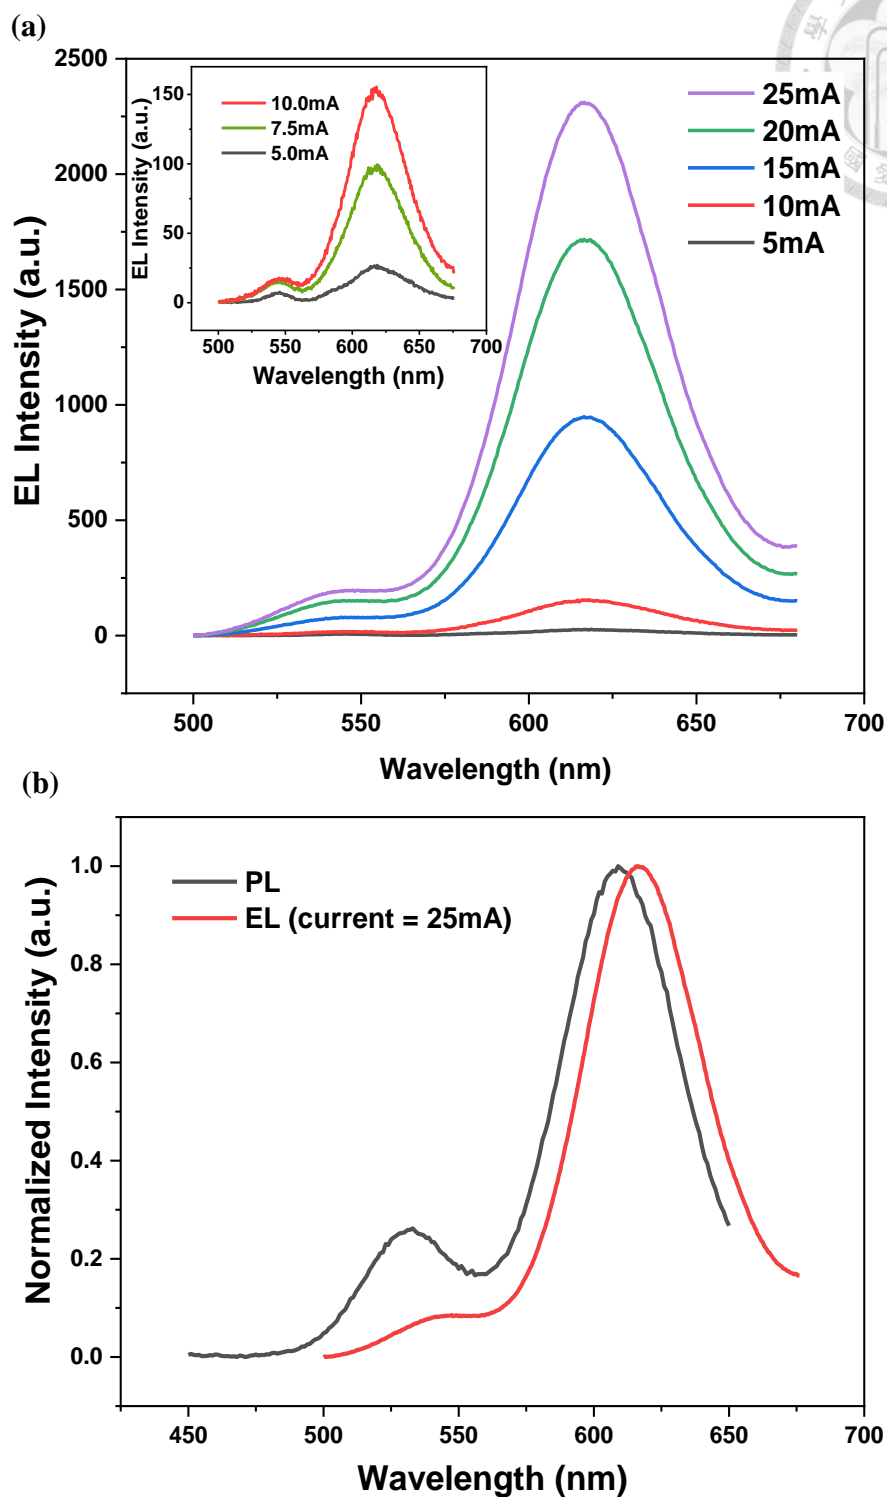 (a)
2500
2000
1500
1000
500
0
EL Intensity (a.u.)
500
550
600
650
700
Wavelength (nm)
25mA
20mA
15mA
10mA
5mA
150
100
50
0
EL Intensity (a.u.)
10.0mA
7.5mA
5.0mA
500
550
600
650
700
Wavelength (nm)
學
(b)
1.0
0.8
0.6
0.4
0.2
0.0
Normalized Intensity (a.u.)
PL
EL (current = 25mA)
450
500
550
600
650
700
Wavelength (nm)